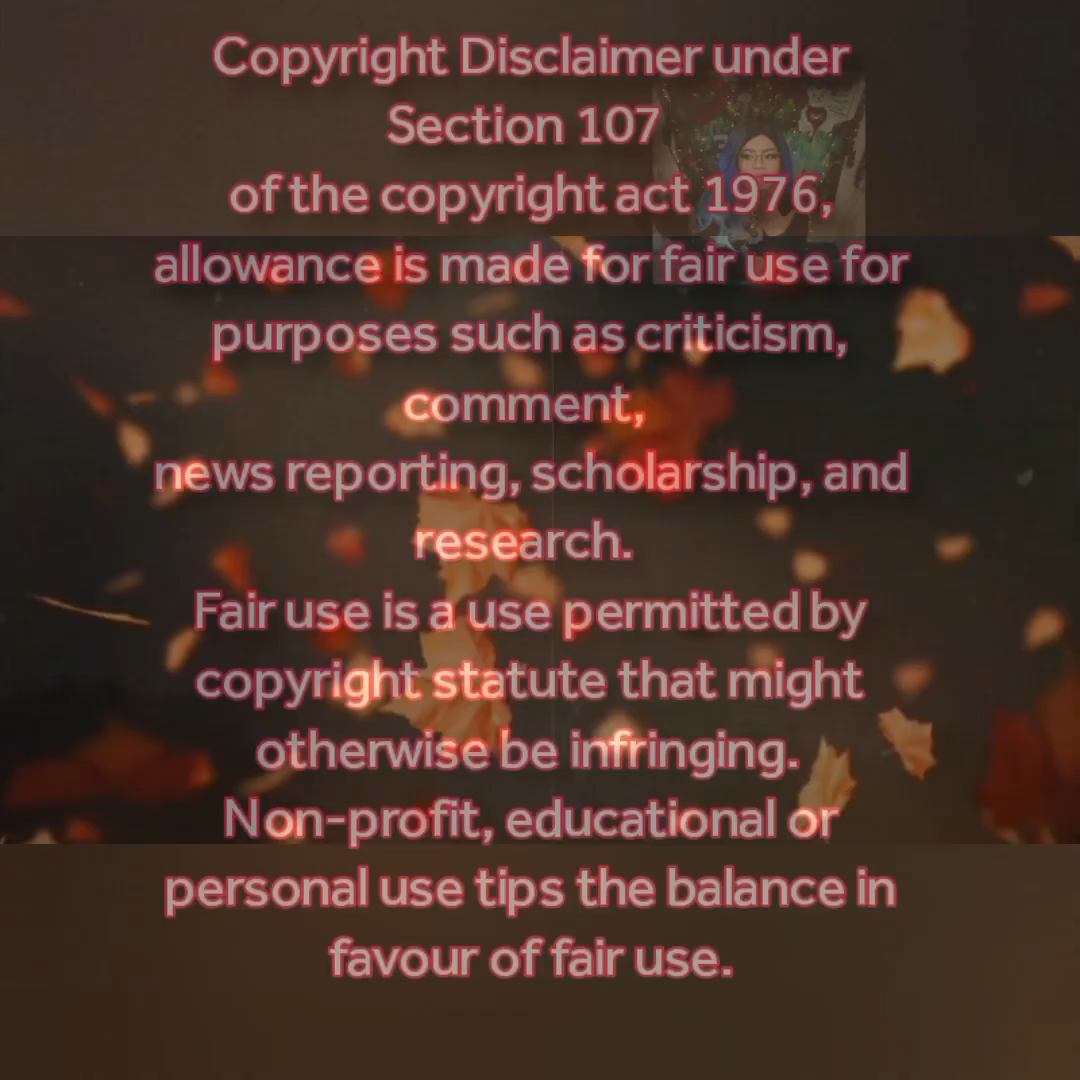 Copyright Disclaimer under
Section 107
of the copyright act 1976,
allowance is made for fair use for
purposes such as criticism,
comment,
news reporting, scholarship, and
research.
Fair use is a use permitted by
copyright statute that might
otherwise be infringing.
Non-profit, educational or
personal use tips the balance in
favour of fair use.